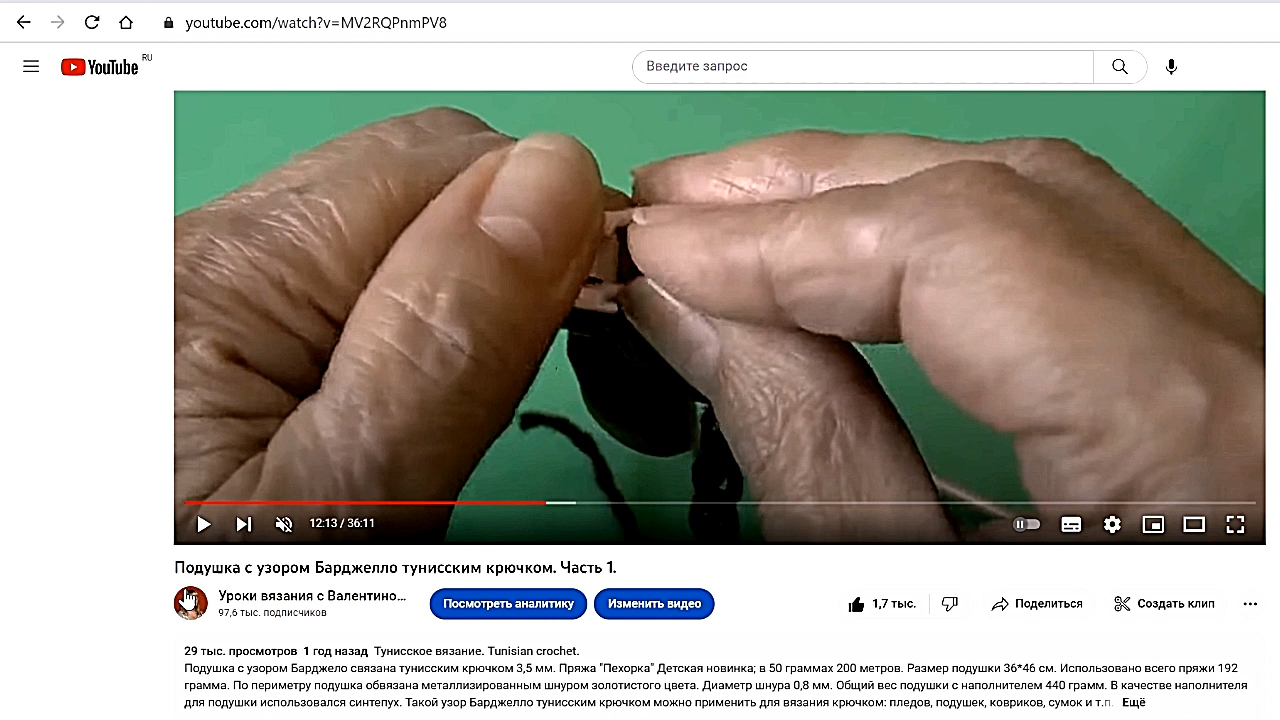 youtube.com/watch?v=MV2RQPnmPV8
YouTube RU
Введите запрос
12:13 / 36:11
Подушка с узором Барджелло тунисским крючком. Часть 1.
Уроки вязания с Валентино...
97,6 тыс. подписчиков
Посмотреть аналитику
Изменить видео
1,7 тыс.
Поделиться
Создать клип
29 тыс. просмотров 1 год назад Тунисское вязание. Tunisian crochet.
Подушка с узором Барджело связана тунисским крючком 3,5 мм. Пряжа "Пехорка" Детская новинка; в 50 граммах 200 метров. Размер подушки 36*46 см. Использовано всего пряжи 192
грамма. По периметру подушка обвязана металлизированным шнуром золотистого цвета. Диаметр шнура 0,8 мм. Общий вес подушки с наполнителем 440 грамм. В качестве наполнителя
для подушки использовался синтепух. Такой узор Барджелло тунисским крючком можно применить для вязания крючком: пледов, подушек, ковриков, сумок и т.п. Ещё